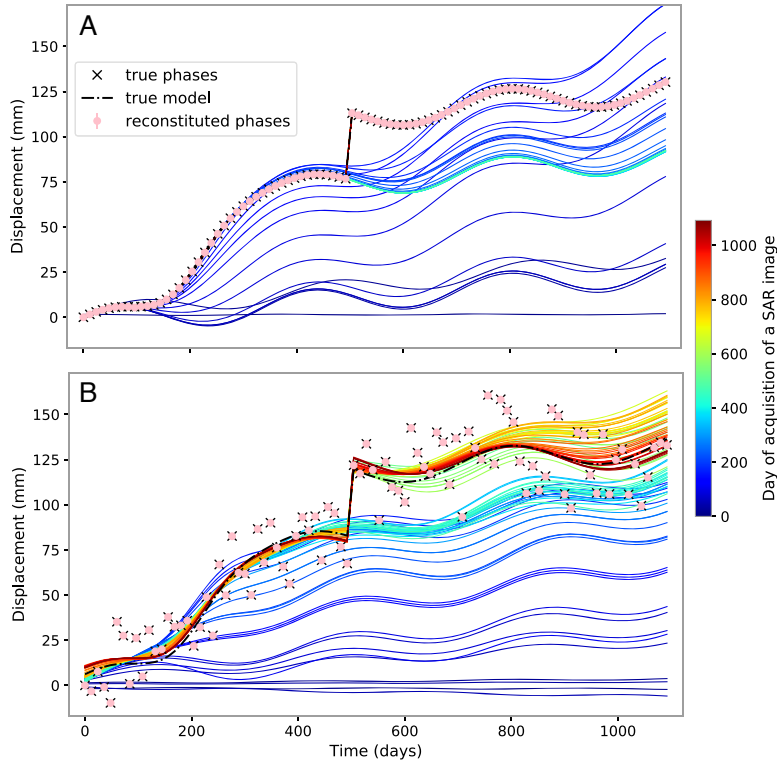 A
true phases
true model
reconstituted phases
Displacement (mm)
150
125
100
75
50
25
0
B
Displacement (mm)
150
125
100
75
50
25
0
0
200
400
600
800
1000
Time (days)
1000
800
600
400
200
0
Day of acquisition of a SAR image